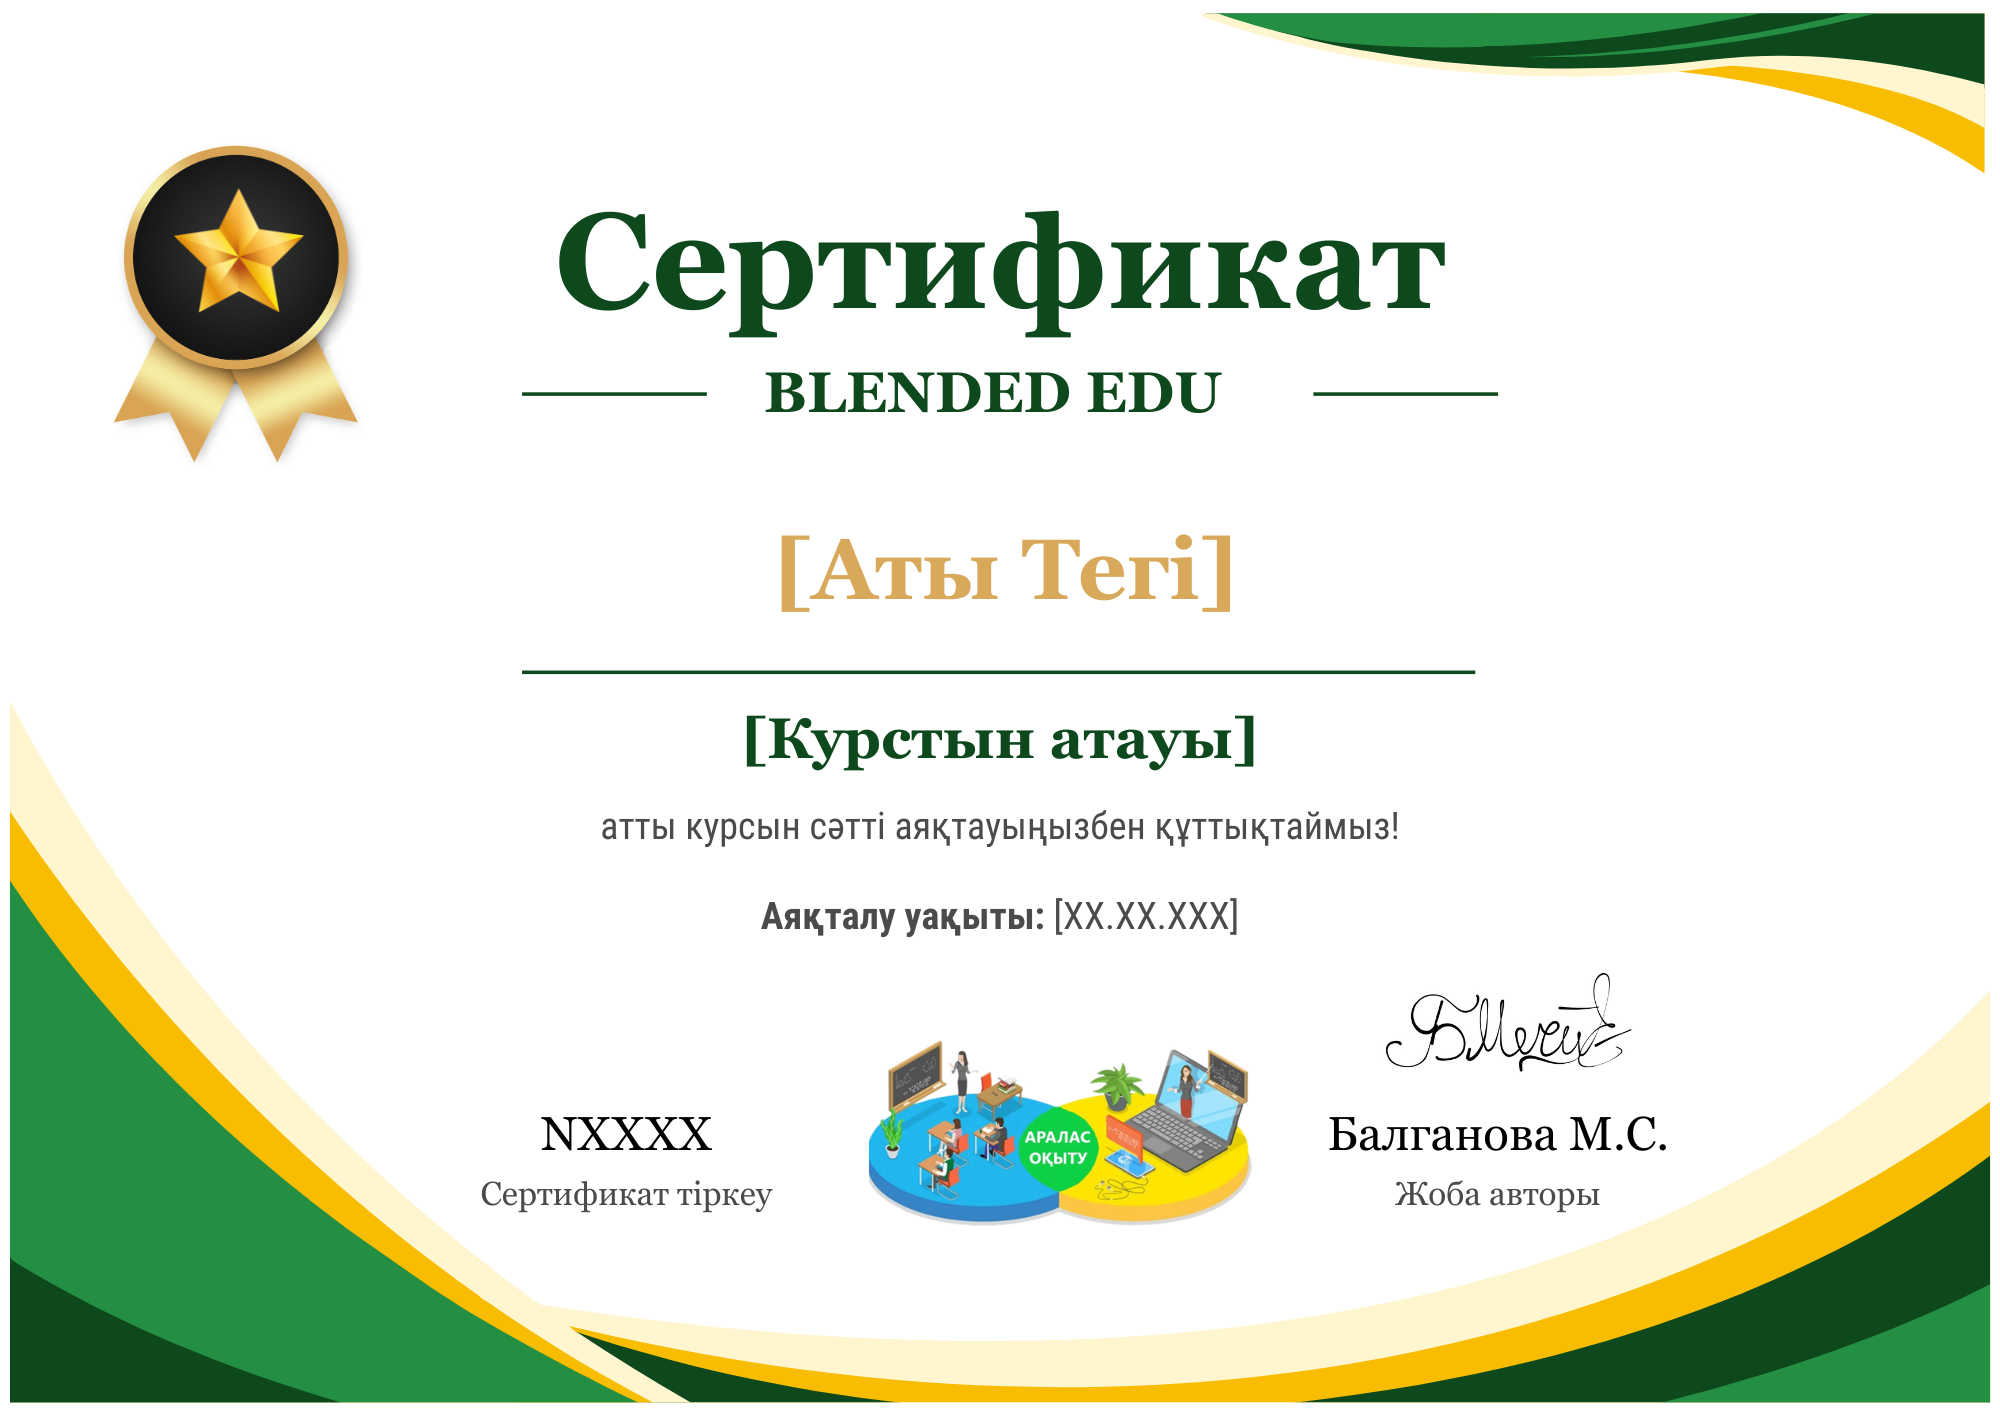 Сертификат
BLENDED EDU
[Аты Тегі]
[Курстын атауы]
атты курсын сәтті аяқтауыңызбен құттықтаймыз!
Аяқталу уақыты: [XX.XX.XXX]
NXXXX
Сертификат тіркеу
АРАЛАС
ОҚЫТУ
Балганова М.С.
Жоба авторы